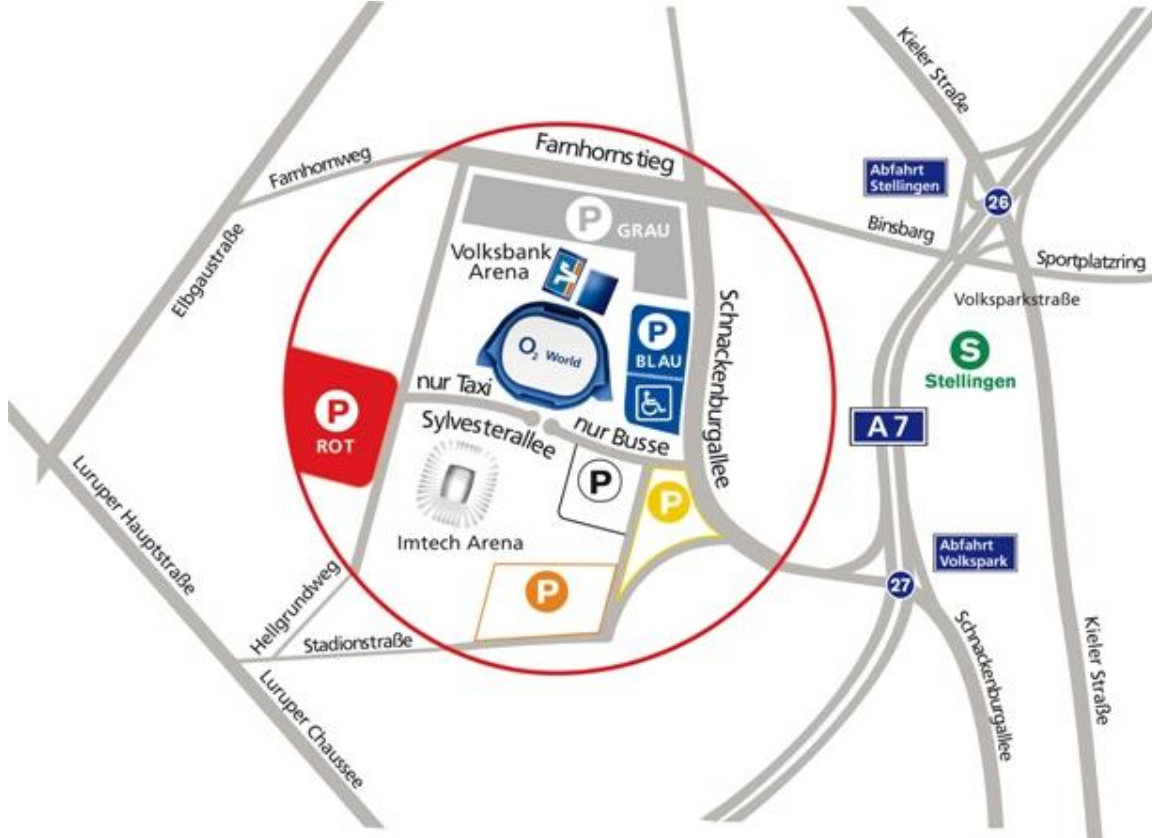 Kieler Straße
Farnhornstieg
Farnhornweg
Abfahrt
Stellingen
26
P
GRAU
Binsbarg
Sportplatzring
Volksbank
Arena
Elbgaustraße
Volksparkstraße
Schnackenburgallee
P
BLAU
O2 World
S
Stellingen
nur Taxi
P
ROT
Sylvesterallee
nur Busse
A 7
P
P
Luruper Hauptstraße
Imtech Arena
Abfahrt
Volkspark
27
P
Hellgrundweg
Stadionstraße
Schnackenburgallee
Kieler Straße
Luruper Chaussee